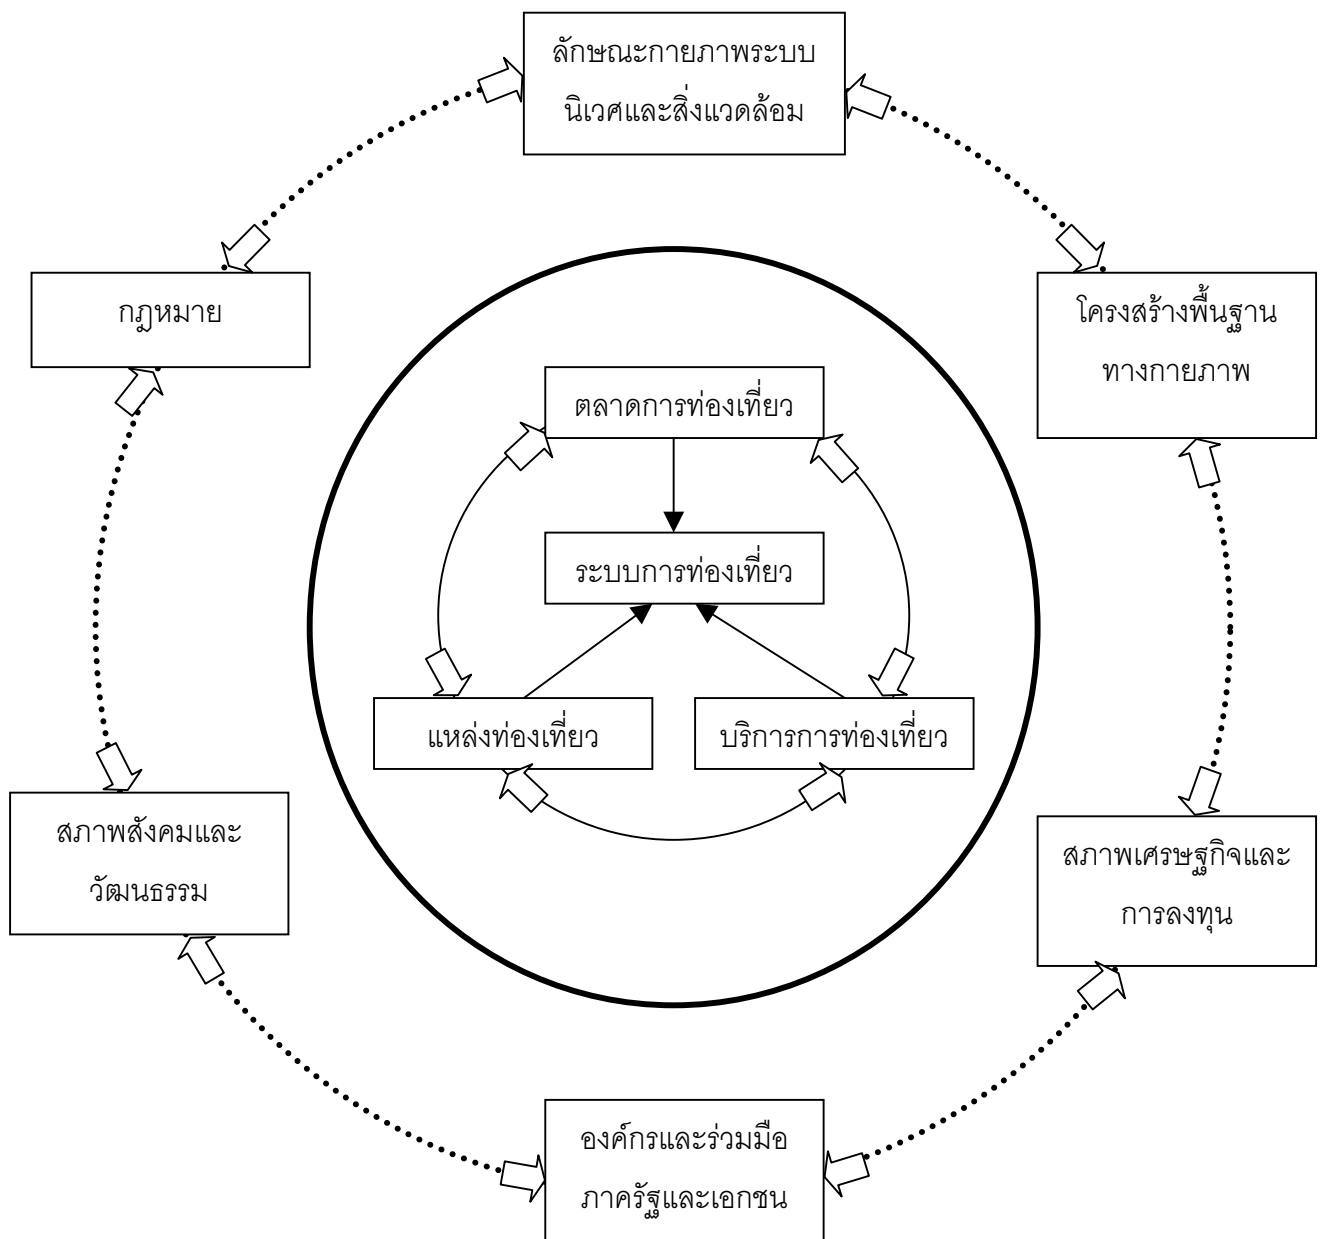 ลักษณะกายภาพระบบ
นิเวศและสิ่งแวดล้อม
กฎหมาย
โครงสร้างพื้นฐาน
ทางกายภาพ
ตลาดการท่องเที่ยว
ระบบการท่องเที่ยว
แหล่งท่องเที่ยว
บริการการท่องเที่ยว
สภาพสังคมและ
วัฒนธรรม
สภาพเศรษฐกิจและ
การลงทุน
องค์กรและร่วมมือ
ภาครัฐและเอกชน